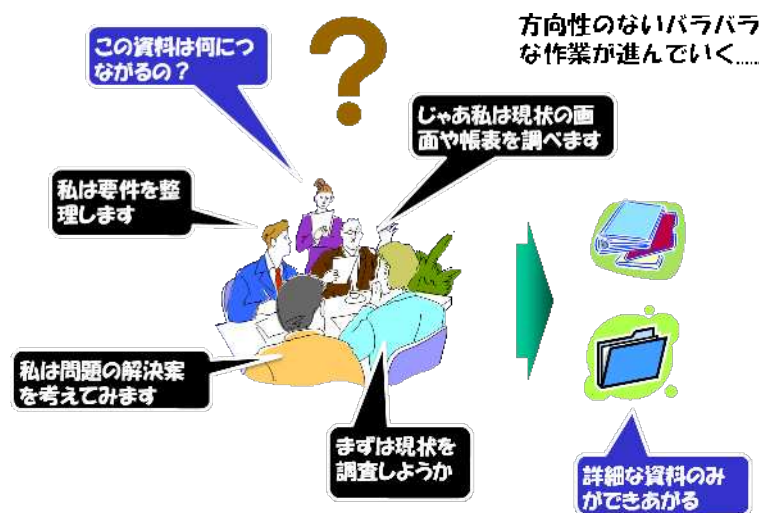 方向性のないバラバラ
な作業が進んでいく......
この資料は何につ
ながるの？
?
じゃあ私は現状の画
面や帳表を調べます
私は要件を整
理します
私は問題の解決案
を考えてみます
まずは現状を
調査しようか
詳細な資料のみ
ができあがる